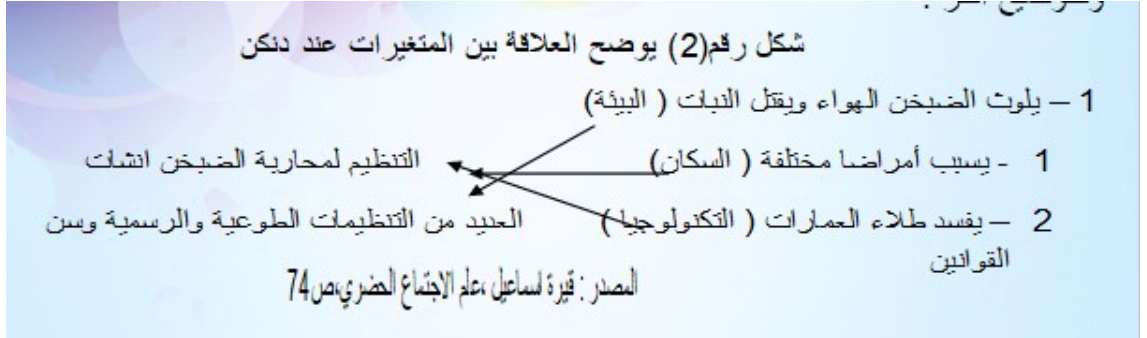 شكل رقم(2) يوضح العلاقة بين المتغيرات عند دنكن
1 – يلوث الضبخن الهواء ويقتل النبات ( البيئة)
1 - يسبب أمراضا مختلفة ( السكان) التنظيم لمحاربة الضبخن انشات
2 – يفسد طلاء العمارات ( التكنولوجيا ) العديد من التنظيمات الطوعية والرسمية وسن
القوانين
المصدر : قيرة اسماعيل ،علم الاجتماع الحضري،ص74